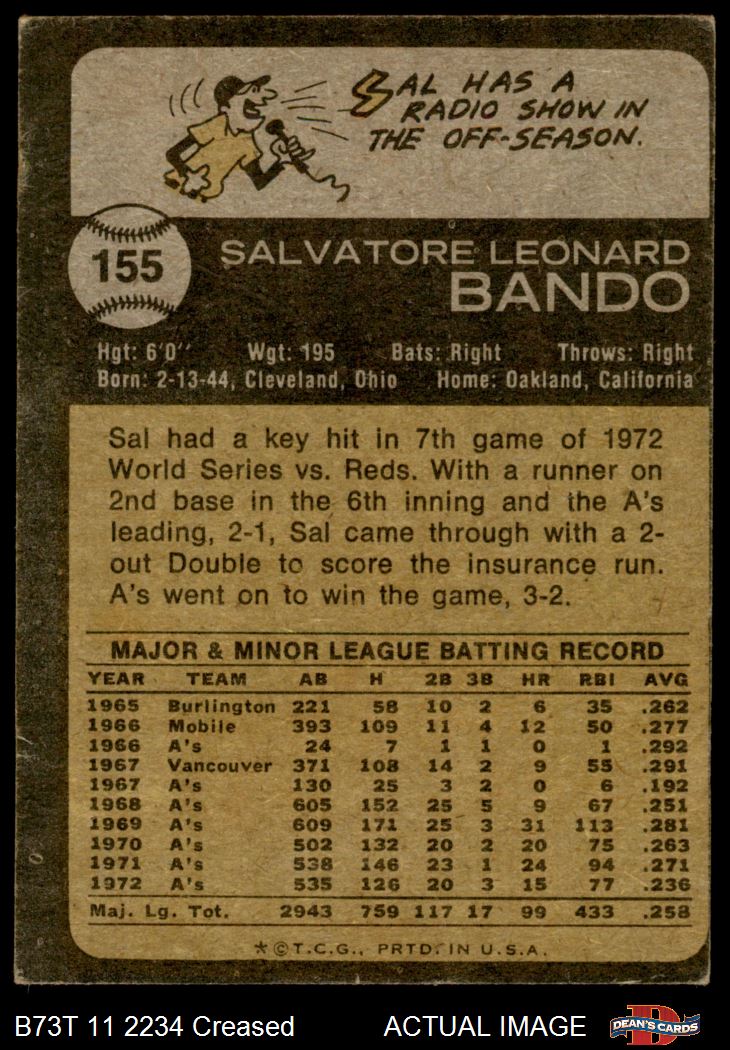 SAL HAS A
RADIO SHOW IN
THE OFF-SEASON.
155
SALVATORE LEONARD
BANDO
Hgt: 6'0'' Wgt: 195 Bats: Right Throws: Right
Born: 2-13-44, Cleveland, Ohio Home: Oakland, California
Sal had a key hit in 7th game of 1972
World Series vs. Reds. With a runner on
2nd base in the 6th inning and the A's
leading, 2-1, Sal came through with a 2-
out Double to score the insurance run.
A's went on to win the game, 3-2.
MAJOR & MINOR LEAGUE BATTING RECORD
YEAR TEAM AB H 2B 3B HR RBI AVG
1965 Burlington 221 58 10 2 6 35 .262
1966 Mobile 393 109 11 4 12 50 .277
1966 A's 24 7 1 1 0 1 .292
1967 Vancouver 371 108 14 2 9 55 .291
1967 A's 130 25 3 2 0 6 .192
1968 A's 605 152 25 5 9 67 .251
1969 A's 609 171 25 3 31 113 .281
1970 A's 502 132 20 2 20 75 .263
1971 A's 538 146 23 1 24 94 .271
1972 A's 535 126 20 3 15 77 .236
Maj. Lg. Tot. 2943 759 117 17 99 433 .258
*©T.C.G., PRTD. IN U.S.A.
B73T 11 2234 Creased ACTUAL IMAGE
DEAN'S CARDS